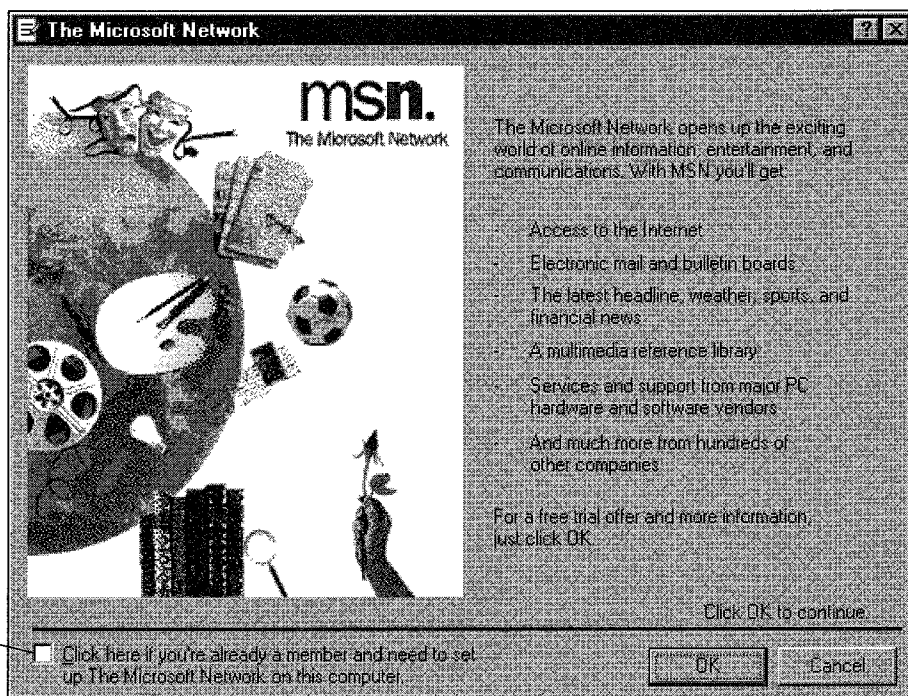 The Microsoft Network
msn.
The Microsoft Network
The Microsoft Network opens up the exciting
world of online information, entertainment, and
communications. With MSN you'll get:
- Access to the Internet
- Electronic mail and bulletin boards
- The latest headline, weather, sports, and
financial news
- A multimedia reference library
- Services and support from major PC
hardware and software vendors
- And much more from hundreds of
other companies
For a free trial offer and more information,
just click OK.
Click OK to continue.
Click here if you're already a member and need to set
up The Microsoft Network on this computer.
OK
Cancel